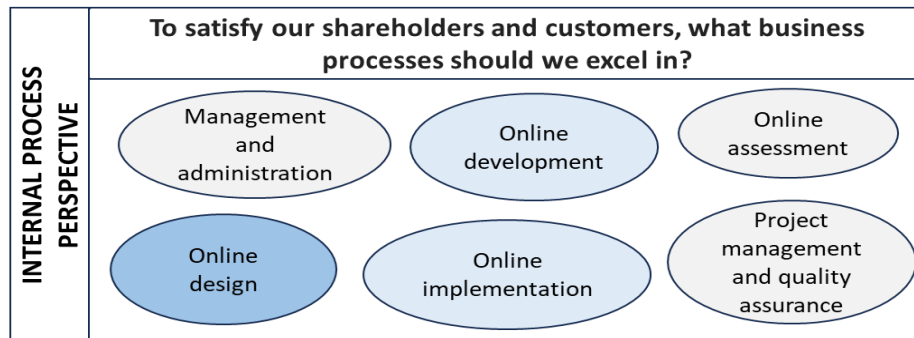 INTERNAL PROCESS
PERSPECTIVE
To satisfy our shareholders and customers, what business
processes should we excel in?
Management
and
administration
Online
development
Online
assessment
Online
design
Online
implementation
Project
management
and quality
assurance